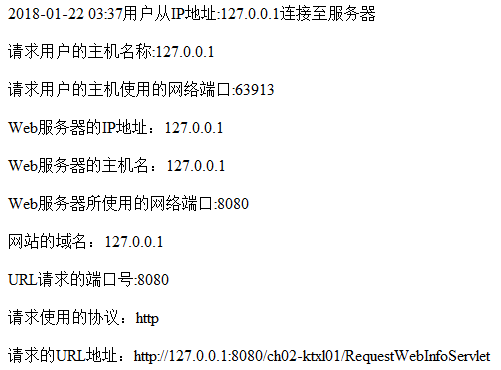 2018-01-22 03:37用户从IP地址:127.0.0.1连接至服务器
请求用户的主机名称:127.0.0.1
请求用户的主机使用的网络端口:63913
Web服务器的IP地址：127.0.0.1
Web服务器的主机名：127.0.0.1
Web服务器所使用的网络端口:8080
网站的域名：127.0.0.1
URL请求的端口号:8080
请求使用的协议：http
请求的URL地址：http://127.0.0.1:8080/ch02-ktxl01/RequestWebInfoServlet